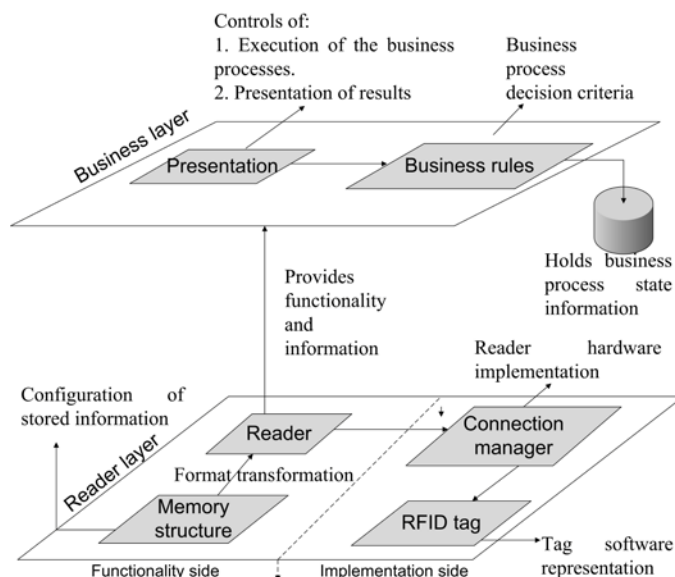 Controls of:
1. Execution of the business
processes.
2. Presentation of results
Business
process
decision criteria
Business layer
Presentation
Business rules
Holds business
process state
information
Provides
functionality
and
information
Reader hardware
implementation
Configuration of
stored information
Reader layer
Reader
Connection
manager
Format transformation
Memory
structure
RFID tag
Tag software
representation
Functionality side
Implementation side